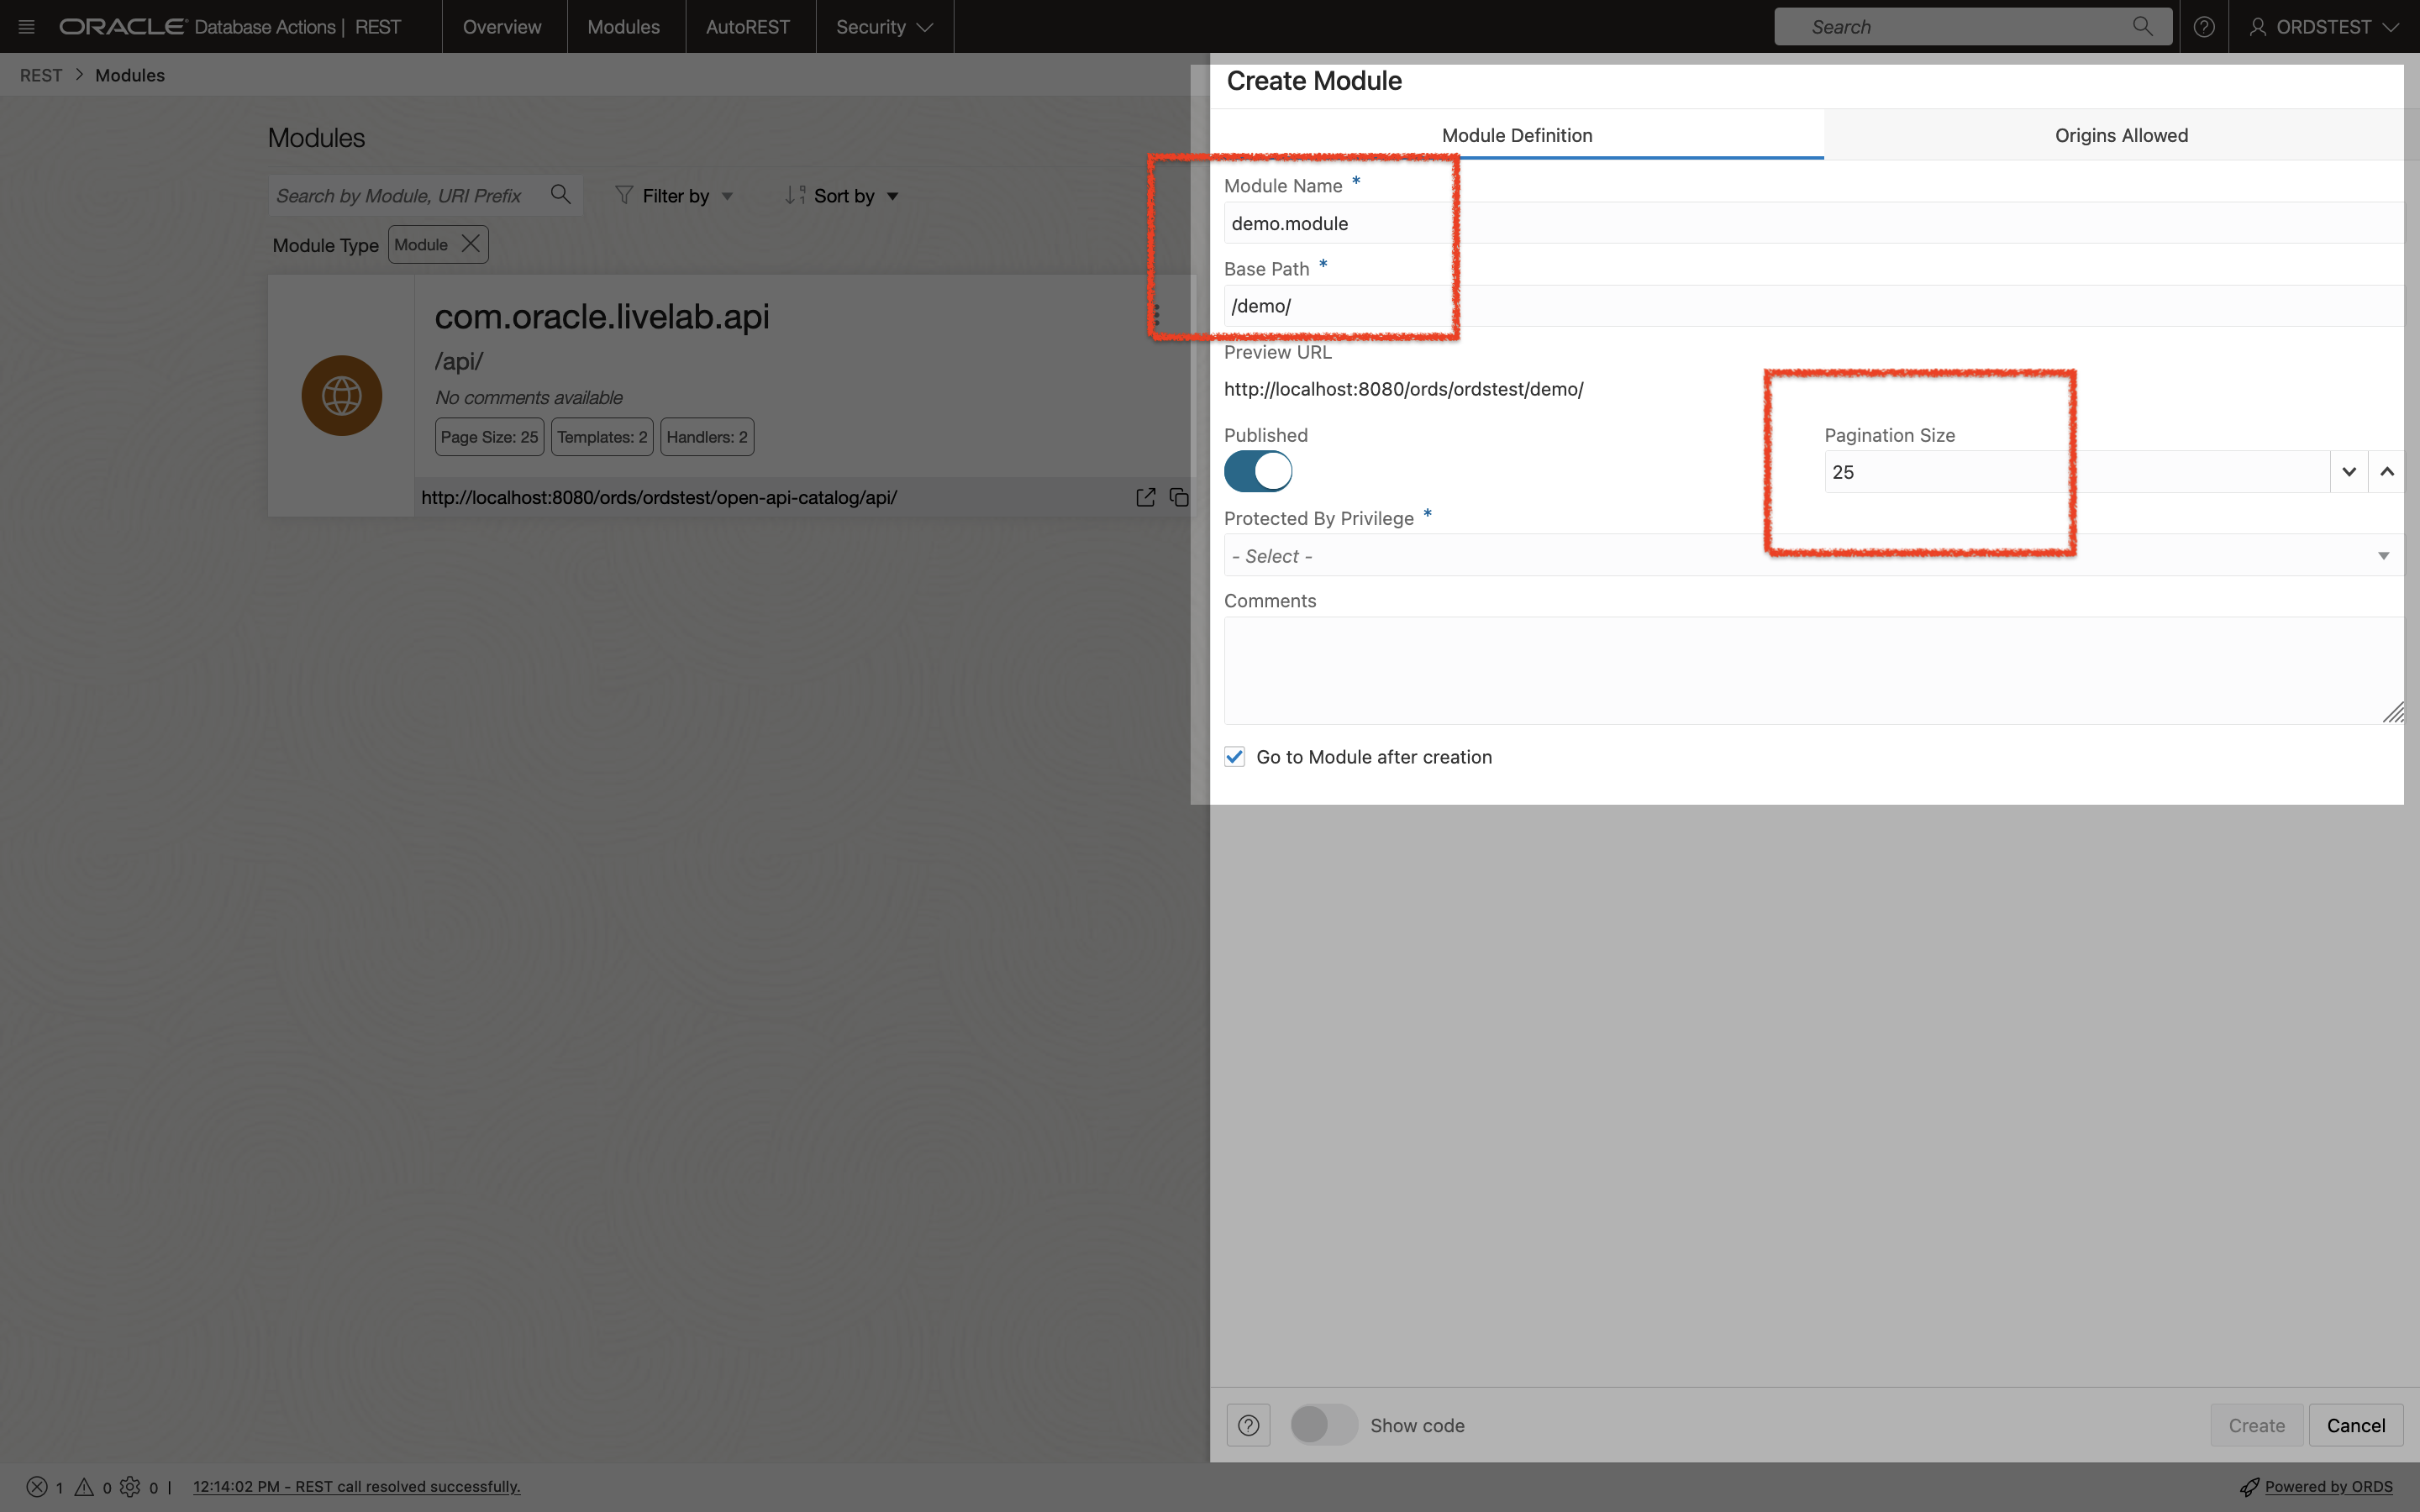 ORACLE Database Actions | REST Overview Modules AutoREST Security Search ORDSTEST
REST > Modules
Modules
Search by Module, URI Prefix Filter by Sort by
Module Type Module
com.oracle.livelab.api
/api/
No comments available
Page Size: 25 Templates: 2 Handlers: 2
http://localhost:8080/ords/ordstest/open-api-catalog/api/
Create Module
Module Definition Origins Allowed
Module Name *
demo.module
Base Path *
/demo/
Preview URL
http://localhost:8080/ords/ordstest/demo/
Published Pagination Size
25
Protected By Privilege *
- Select -
Comments
Go to Module after creation
Show code Create Cancel
1 0 0 | 12:14:02 PM - REST call resolved successfully. Powered by ORDS